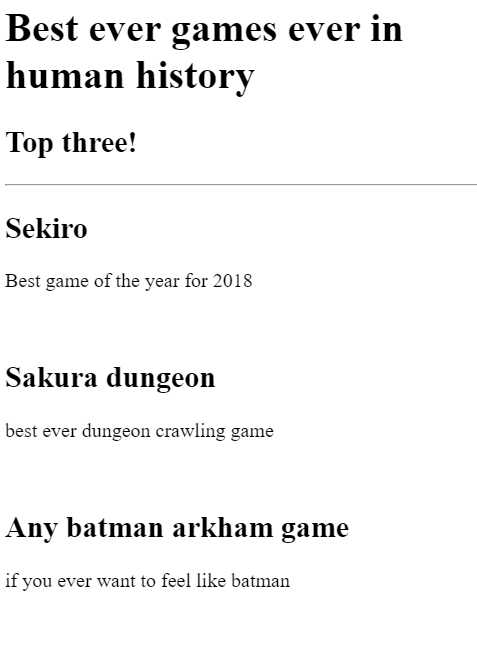 Best ever games ever in
human history
Top three!
Sekiro
Best game of the year for 2018
Sakura dungeon
best ever dungeon crawling game
Any batman arkham game
if you ever want to feel like batman